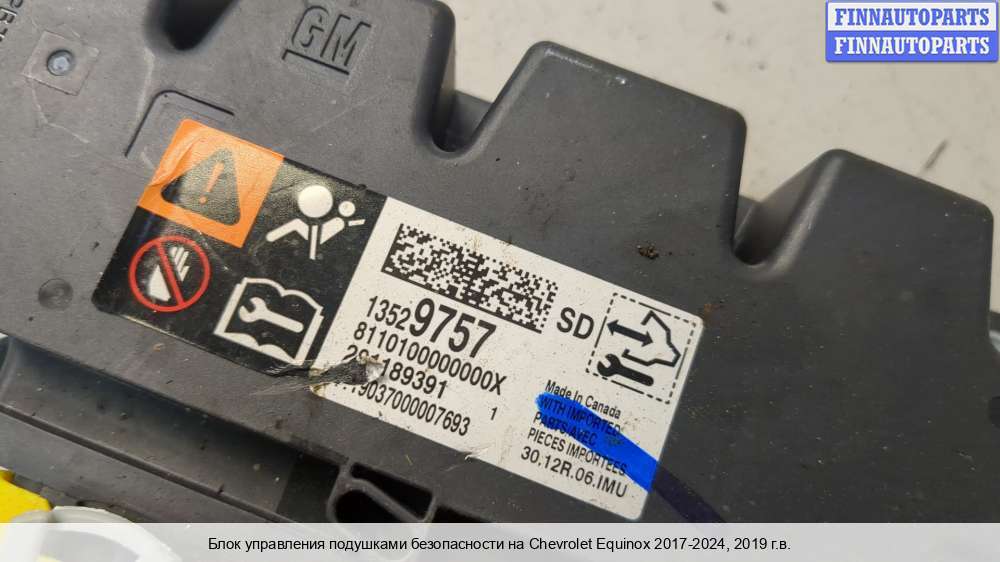 FINNAUTOPARTS
FINNAUTOPARTS
GM
13529757
8110100000000X
189391
19037000007693 1
SD
Made in Canada
WITH IMPORTED
PARTS/AVEC
PIECES IMPORTEES
30.12R.06.IMU
Блок управления подушками безопасности на Chevrolet Equinox 2017-2024, 2019 г.в.